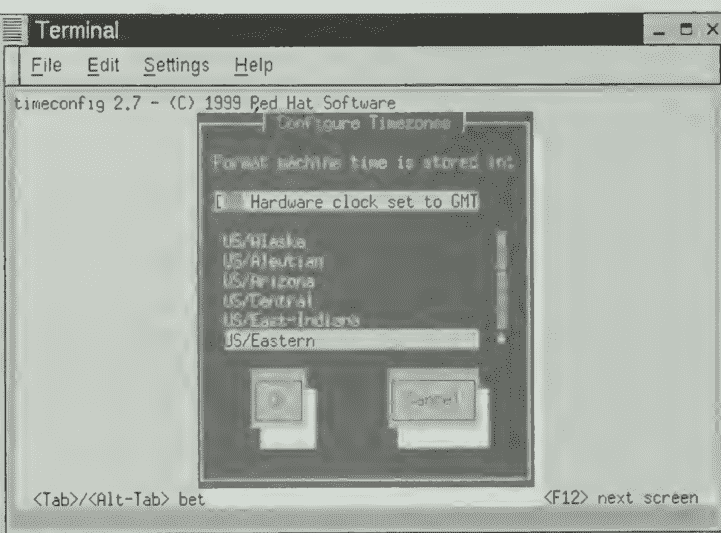 Terminal
File Edit Settings Help
timeconfig 2.7 - (C) 1999 Red Hat Software
Configure Timezones
Format machine time is stored in:
[ Hardware clock set to GMT
US/Alaska
US/Aleutian
US/Arizona
US/Central
US/East-Indiana
US/Eastern
Cancel
<Tab>/<Alt-Tab> bet
<F12> next screen